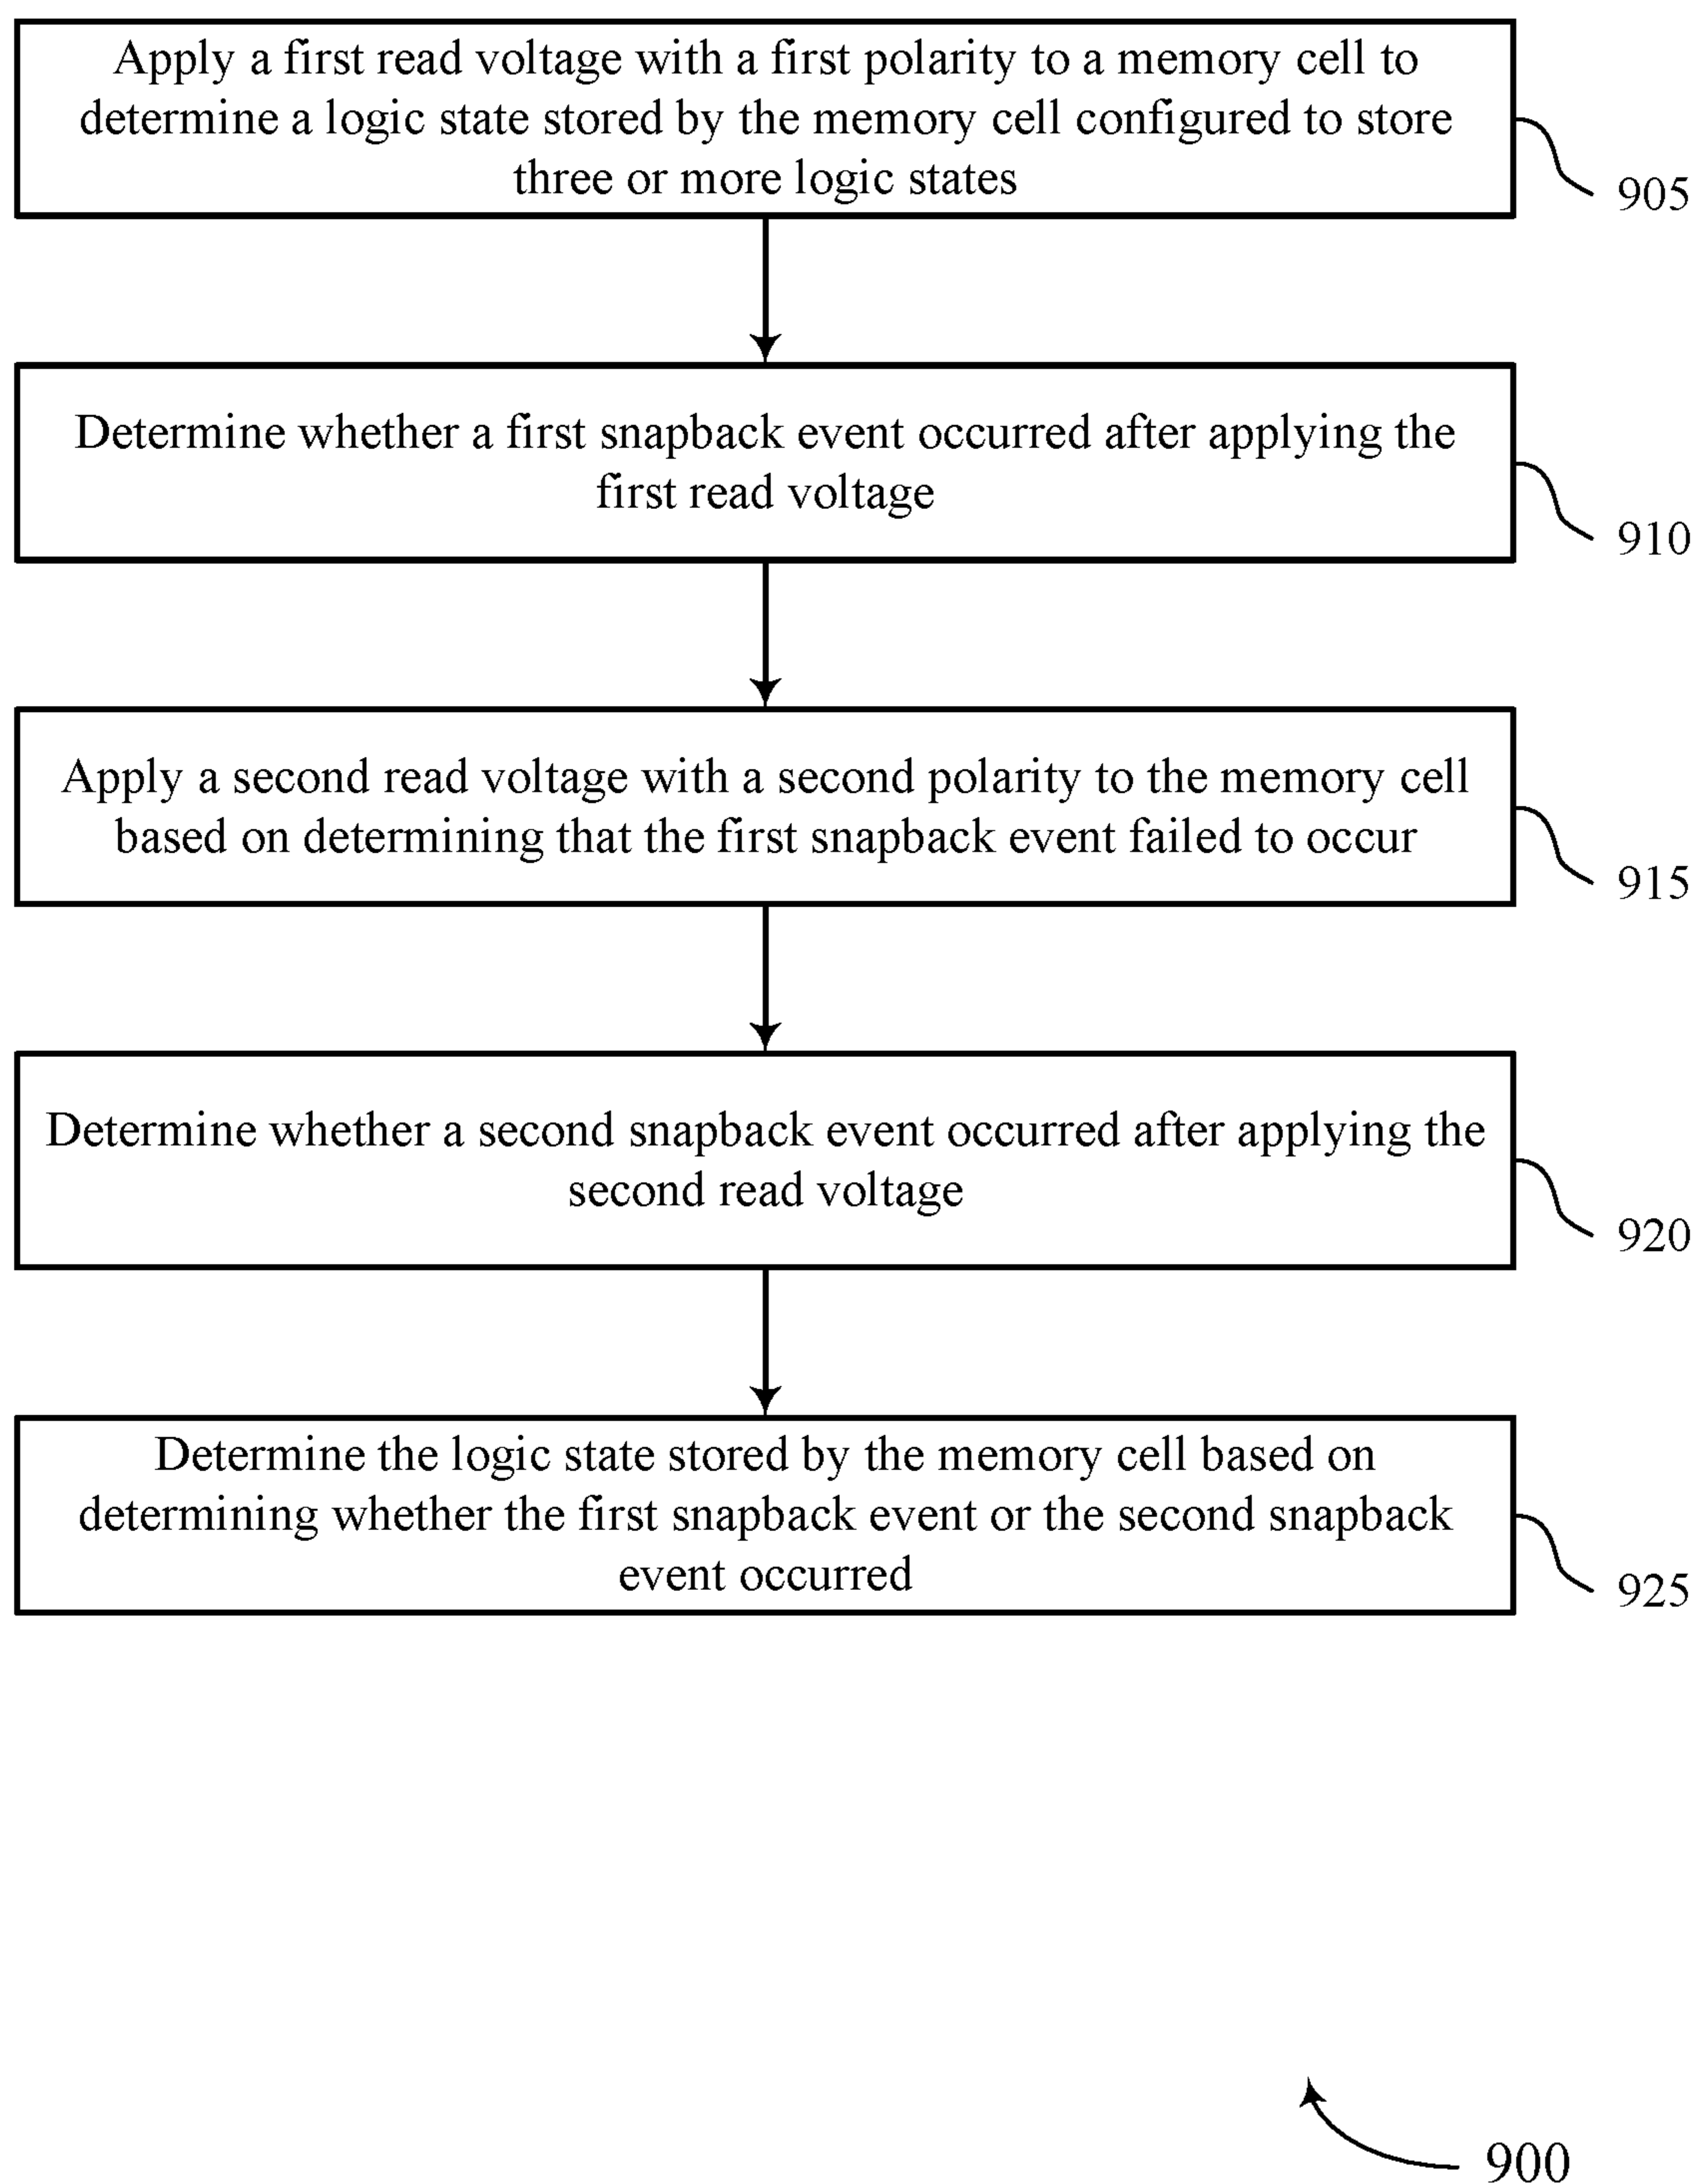 Apply a first read voltage with a first polarity to a memory cell to
determine a logic state stored by the memory cell configured to store
three or more logic states
905
Determine whether a first snapback event occurred after applying the
first read voltage
910
Apply a second read voltage with a second polarity to the memory cell
based on determining that the first snapback event failed to occur
915
Determine whether a second snapback event occurred after applying the
second read voltage
920
Determine the logic state stored by the memory cell based on
determining whether the first snapback event or the second snapback
event occurred
925
900